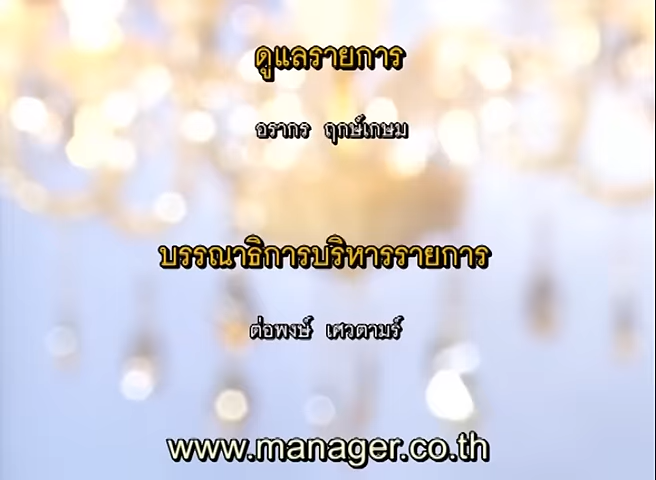 ดูแลรายการ
อรากร ฤกษ์เกษม
บรรณาธิการบริหารรายการ
ต่อพงษ์ เศวตามร์
www.manager.co.th